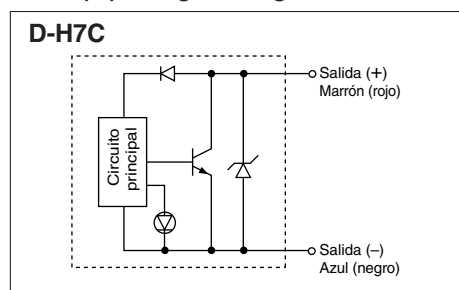 D-H7C
Salida (+)
Marrón (rojo)
Circuito
principal
Salida (–)
Azul (negro)